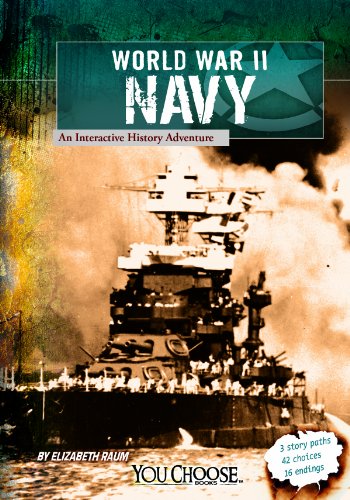 WORLD WAR II
NAVY
An Interactive History Adventure
3 story paths
42 choices
16 endings
BY ELIZABETH RAUM
YOU CHOOSE
BOOKS™